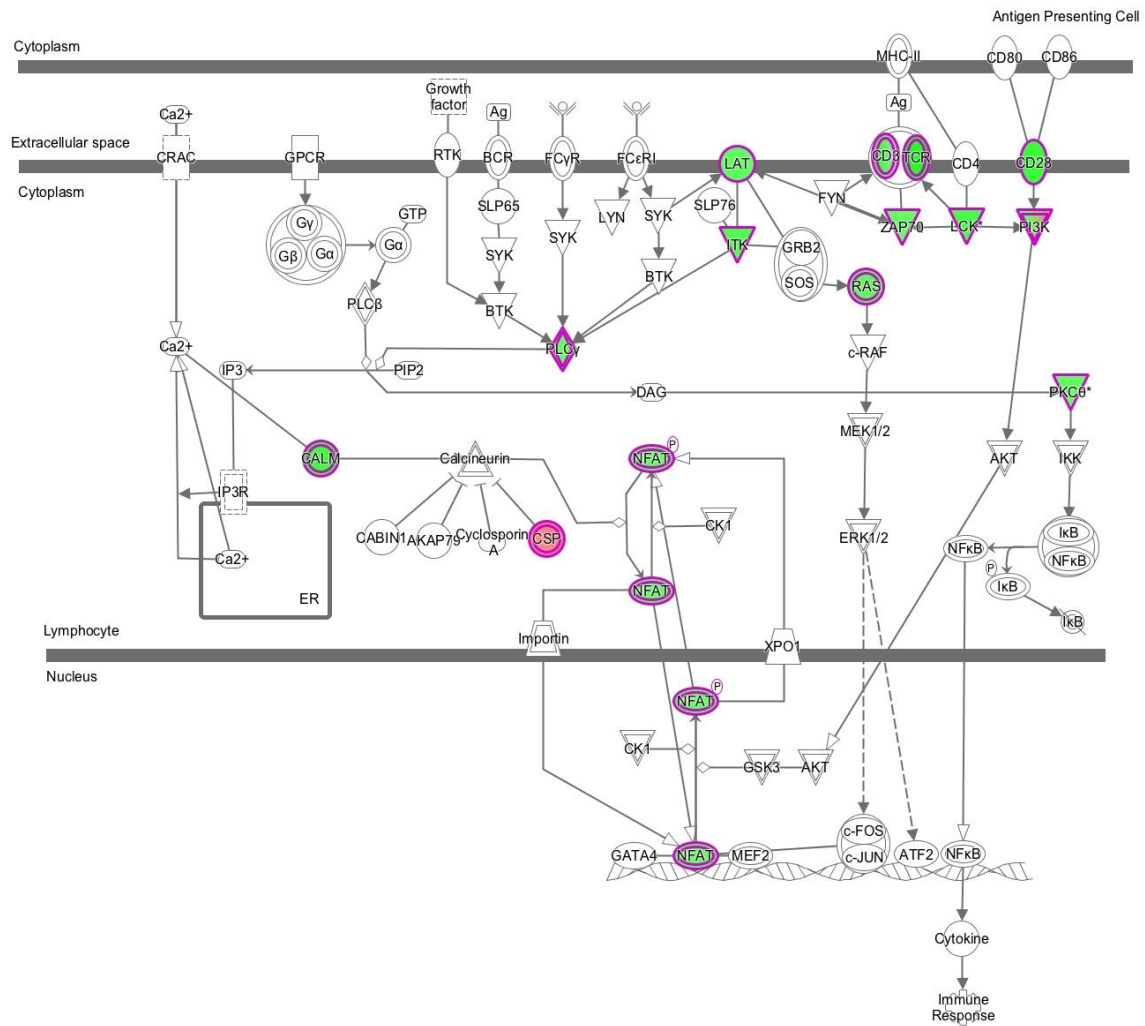 Antigen Presenting Cell
Cytoplasm
MHC-II
CD80
CD86
Growth
factor
Ca2+
Ag
Ag
Extracellular space
CRAC
GPCR
RTK
BCR
FCγR
FCεRI
LAT
CD3
TCR
CD4
CD28
Cytoplasm
GTP
SLP65
LYN
SYK
SLP76
FYN
ZAP70
LCK*
PI3K
Gγ
Gβ
Gα
Gα
SYK
SYK
BTK
ITK
GRB2
SOS
RAS
PLCβ
BTK
Ca2+
PLCγ
c-RAF
IP3
PIP2
DAG
PKCθ*
MEK1/2
CALM
Calcineurin
NFAT
P
AKT
IKK
IP3R
CABIN1
AKAP79
Cyclosporin
A
CSP
CK1
ERK1/2
IκB
NFκB
NFκB
Ca2+
P
IκB
IκB
NFAT
ER
Lymphocyte
Importin
XPO1
Nucleus
NFAT
P
CK1
GSK3
AKT
GATA4
NFAT
MEF2
c-FOS
c-JUN
ATF2
NFκB
Cytokine
Immune
Response